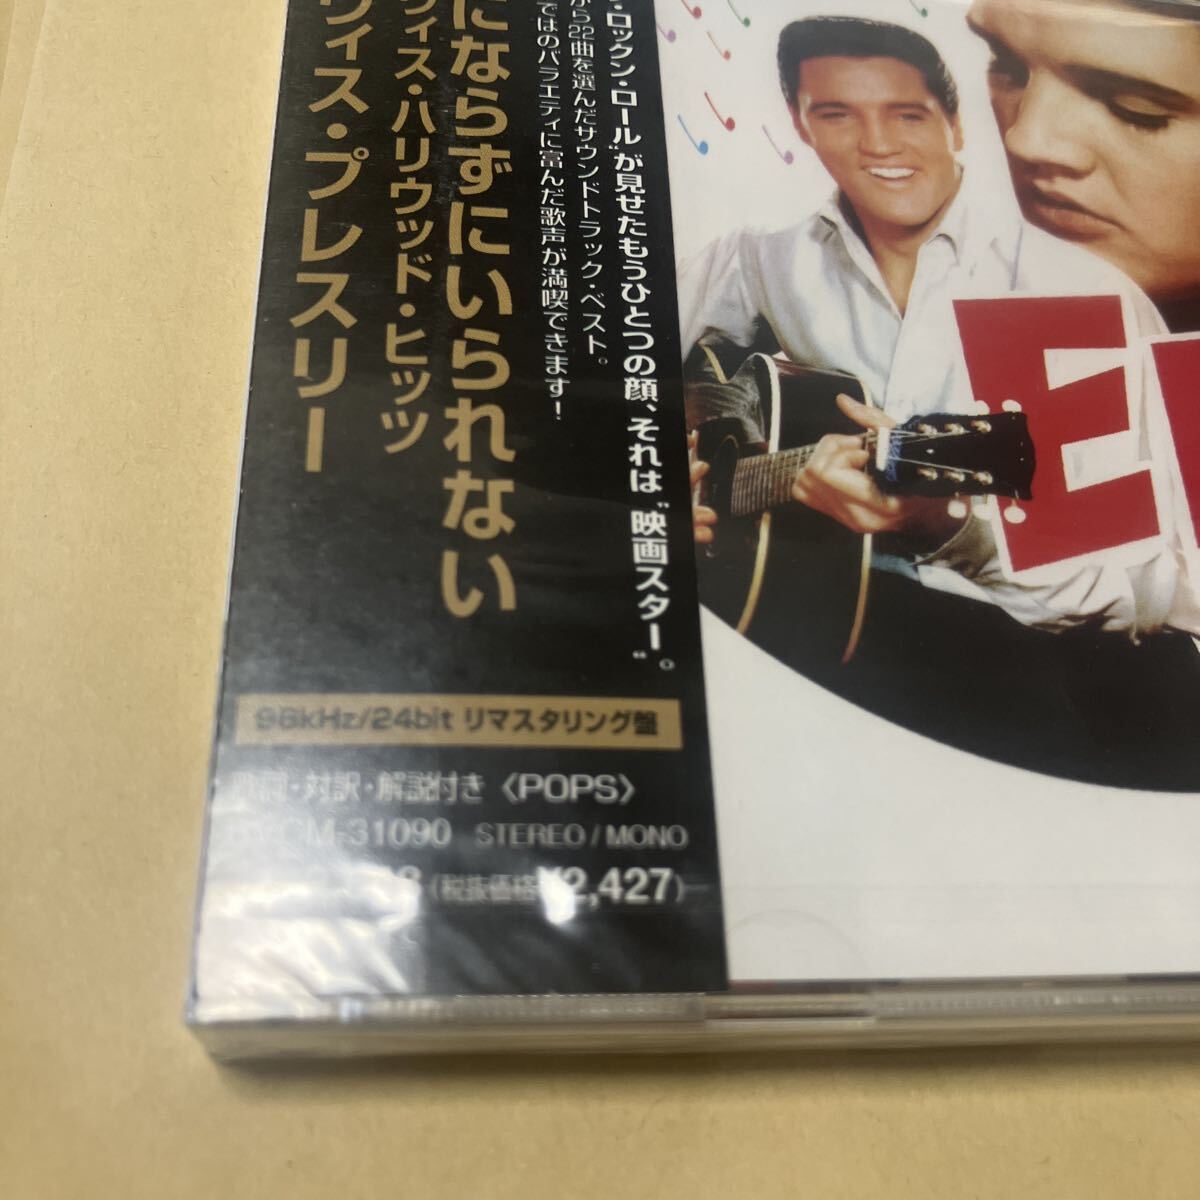 ・ロックン・ロール”が見せたもうひとつの顔、それは“映画スター”。
から22曲を選んだサウンドトラック・ベスト。
ではのバラエティに富んだ歌声が満喫できます!
にならずにいられない
ヴィス・ハリウッド・ヒッツ
ヴィス・プレスリー
96kHz/24bit リマスタリング盤
歌詞・対訳・解説付き〈POPS〉
CM-31090 STEREO/MONO
(税抜価格¥2,427)
E